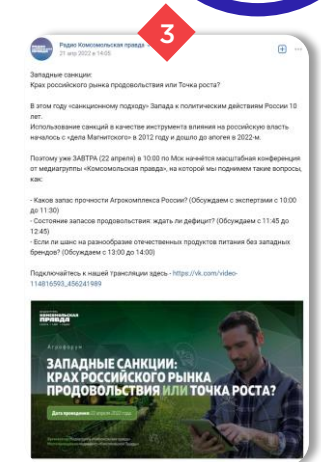 3
Радио Комсомольская правда
21 апр 2022 в 14:05
Западные санкции:
Крах российского рынка продовольствия или Точка роста?
В этом году «санкционному подходу» Запада к политическим действиям России 10
лет.
Использование санкций в качестве инструмента влияния на российскую власть
началось с «дела Магнитского» в 2012 году и дошло до апогея в 2022-м.
Поэтому уже ЗАВТРА (22 апреля) в 10:00 по Мск начнётся масштабная конференция
от медиагруппы «Комсомольская правда», на которой мы поднимем такие вопросы,
как:
- Каков запас прочности Агрокомплекса России? (Обсуждаем с экспертами с 10:00
до 11:30)
- Состояние запасов продовольствия: ждать ли дефицит? (Обсуждаем с 11:45 до
12:45)
- Есть ли шанс на разнообразие отечественных продуктов питания без западных
брендов? (Обсуждаем с 13:00 до 14:00)
Подключайтесь к нашей трансляции здесь - https://vk.com/video-
114816593_456241989
КОМСОМОЛЬСКАЯ
ПРАВДА
Агрофорум
ЗАПАДНЫЕ САНКЦИИ:
КРАХ РОССИЙСКОГО РЫНКА
ПРОДОВОЛЬСТВИЯ ИЛИ ТОЧКА РОСТА?
Дата проведения: 22 апреля 2022 года